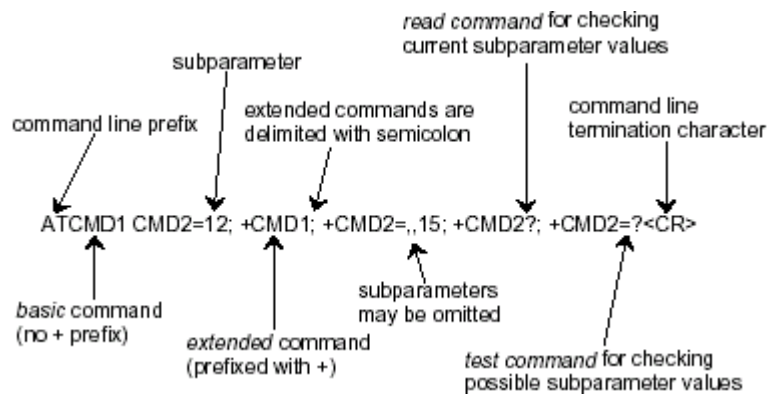 read command for checking
current subparameter values
subparameter
extended commands are
delimited with semicolon
command line
termination character
command line prefix
ATCMD1 CMD2=12; +CMD1; +CMD2=,,15; +CMD2?; +CMD2=?<CR>
basic command
(no + prefix)
extended command
(prefixed with +)
subparameters
may be omitted
test command for checking
possible subparameter values